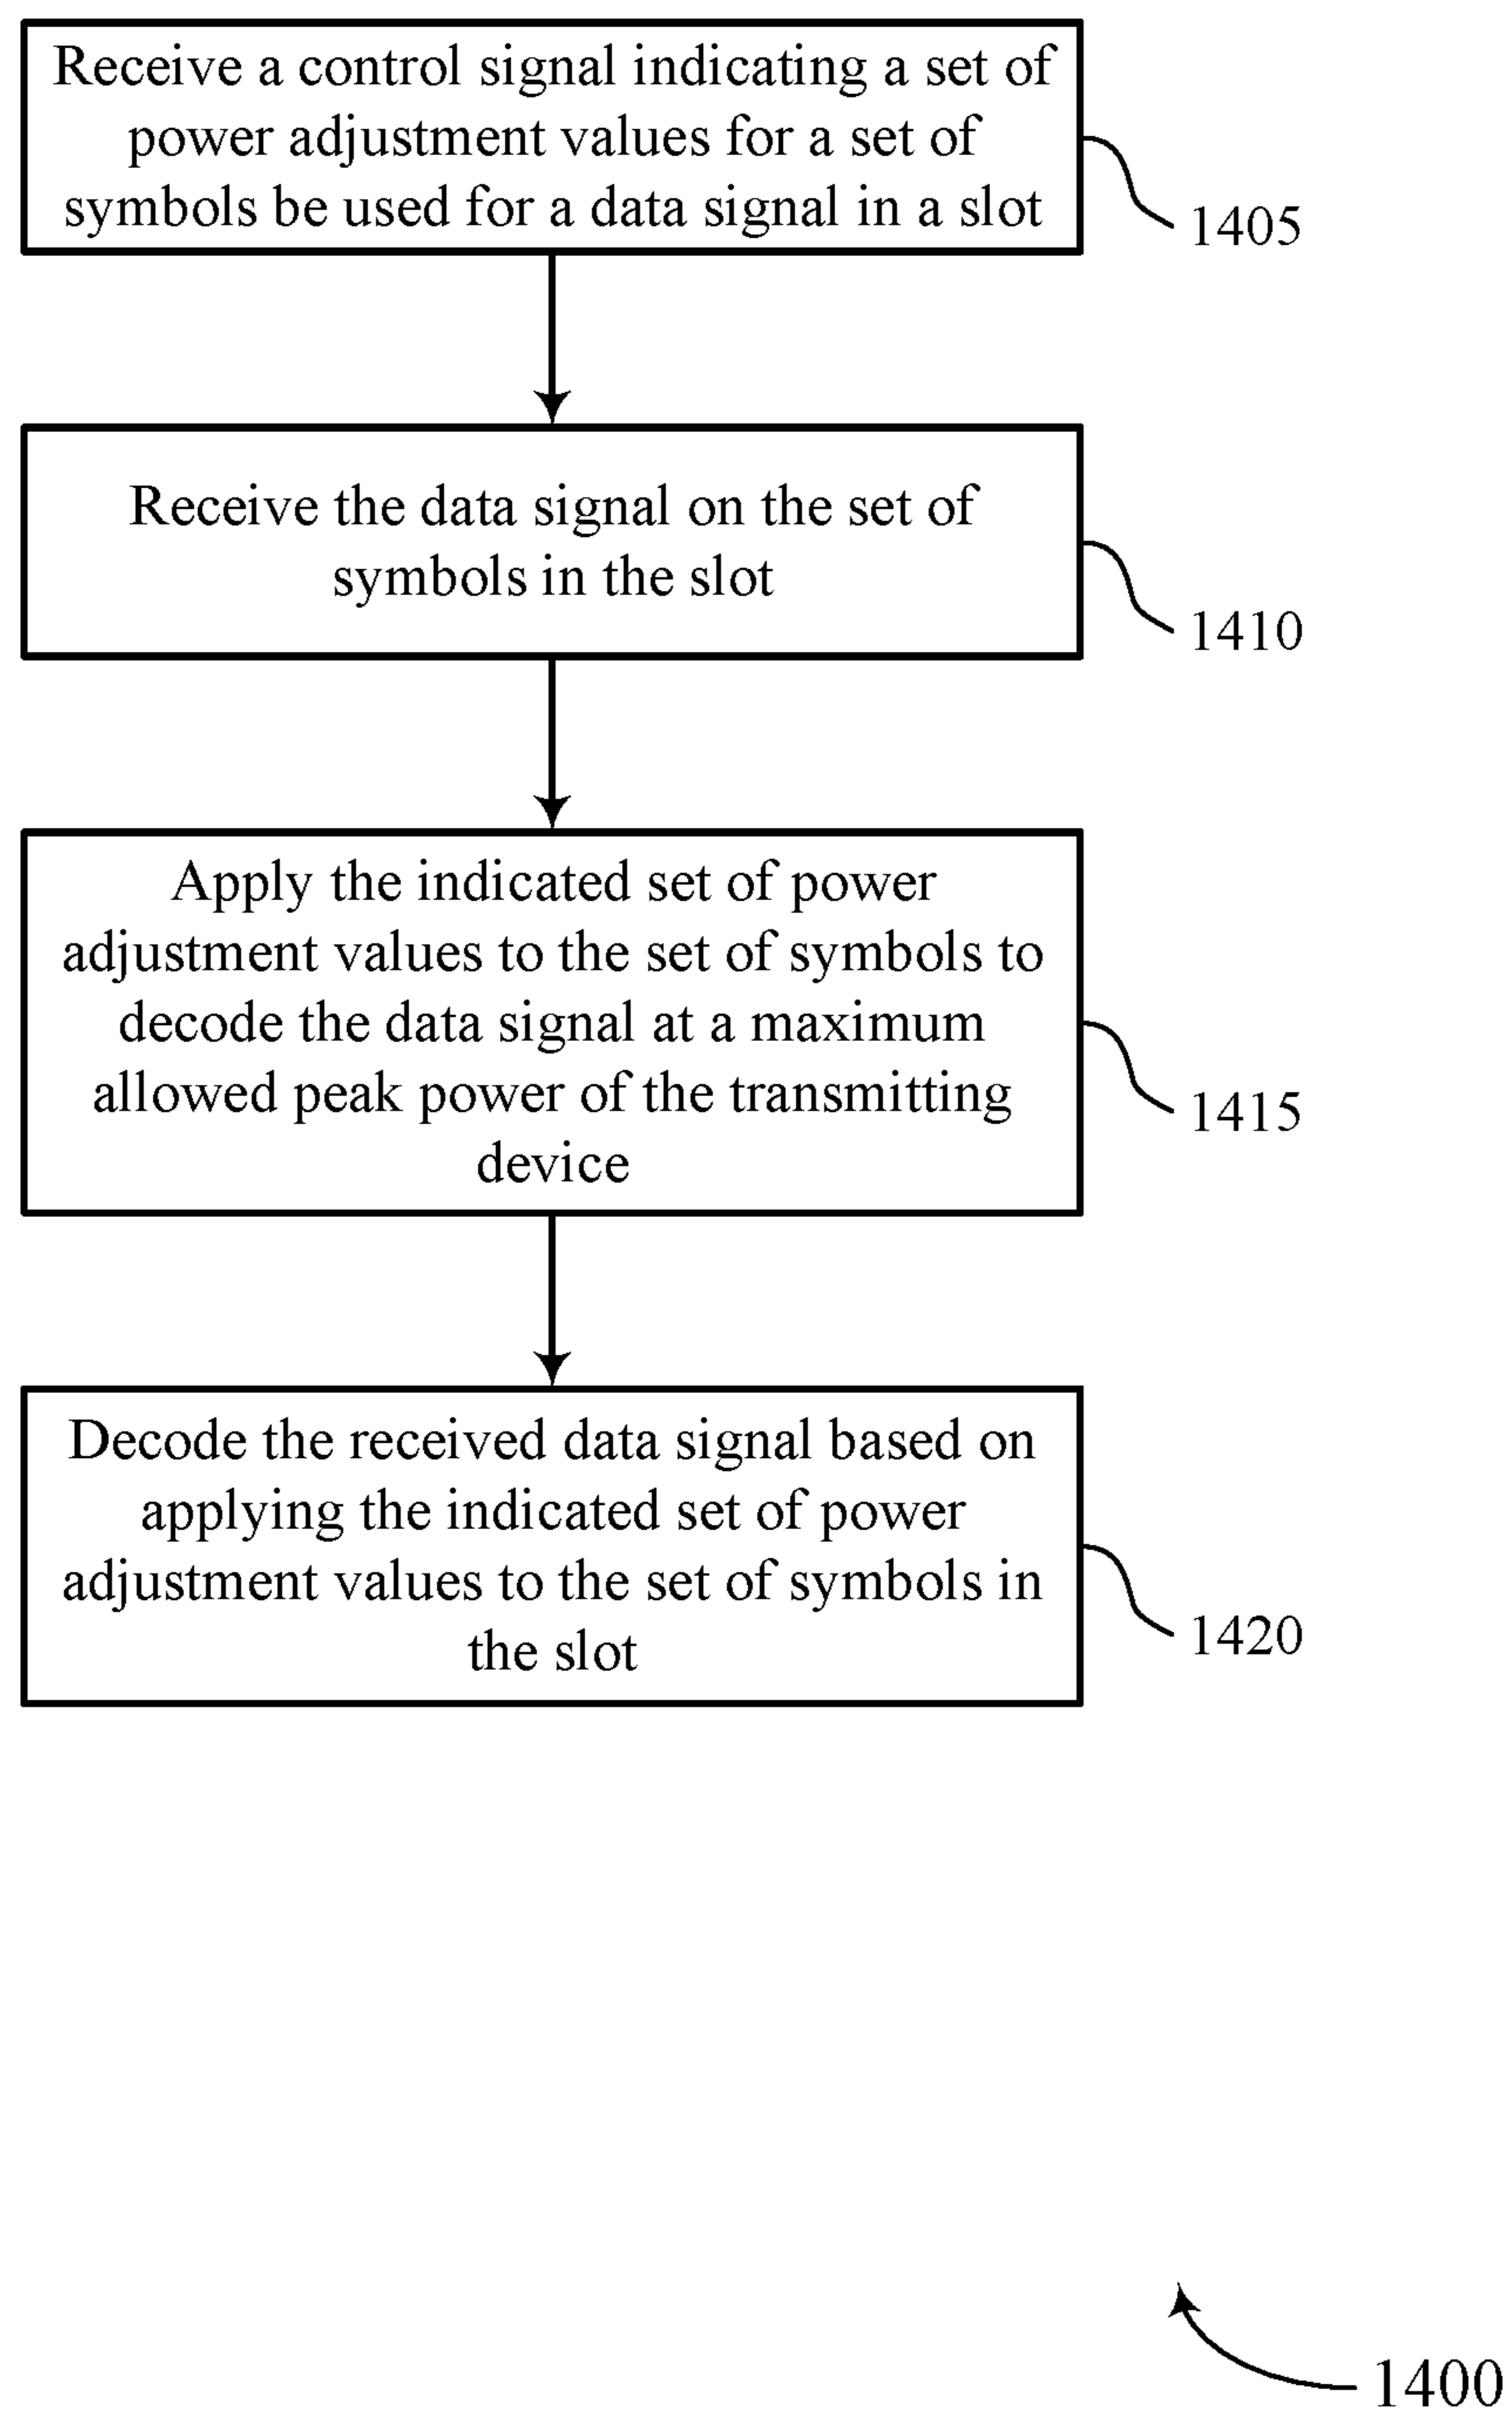 Receive a control signal indicating a set of
power adjustment values for a set of
symbols be used for a data signal in a slot
1405
Receive the data signal on the set of
symbols in the slot
1410
Apply the indicated set of power
adjustment values to the set of symbols to
decode the data signal at a maximum
allowed peak power of the transmitting
device
1415
Decode the received data signal based on
applying the indicated set of power
adjustment values to the set of symbols in
the slot
1420
1400